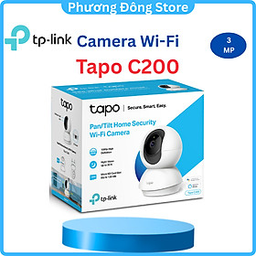 Phương Đông Store
tp-link Camera Wi-Fi
Tapo C200
3
MP
tapo
Secure. Smart. Easy.
Pan/Tilt Home Security
Wi-Fi Camera
tp-link